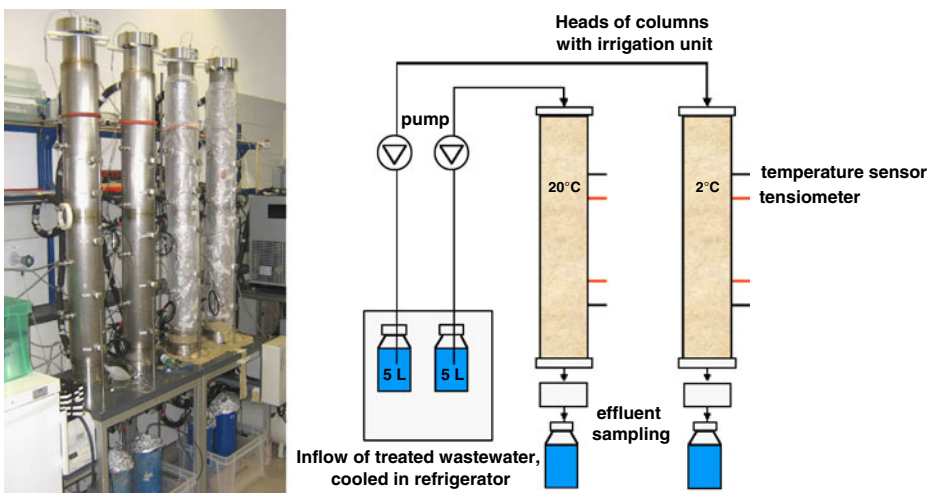 Heads of columns
with irrigation unit
pump
20°C
2°C
temperature sensor
tensiometer
5 L
5 L
effluent
sampling
Inflow of treated wastewater,
cooled in refrigerator